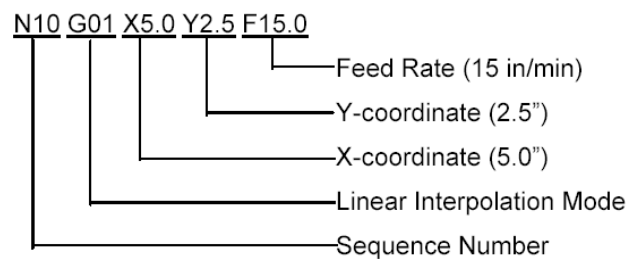 N10 G01 X5.0 Y2.5 F15.0
Feed Rate (15 in/min)
Y-coordinate (2.5”)
X-coordinate (5.0”)
Linear Interpolation Mode
Sequence Number